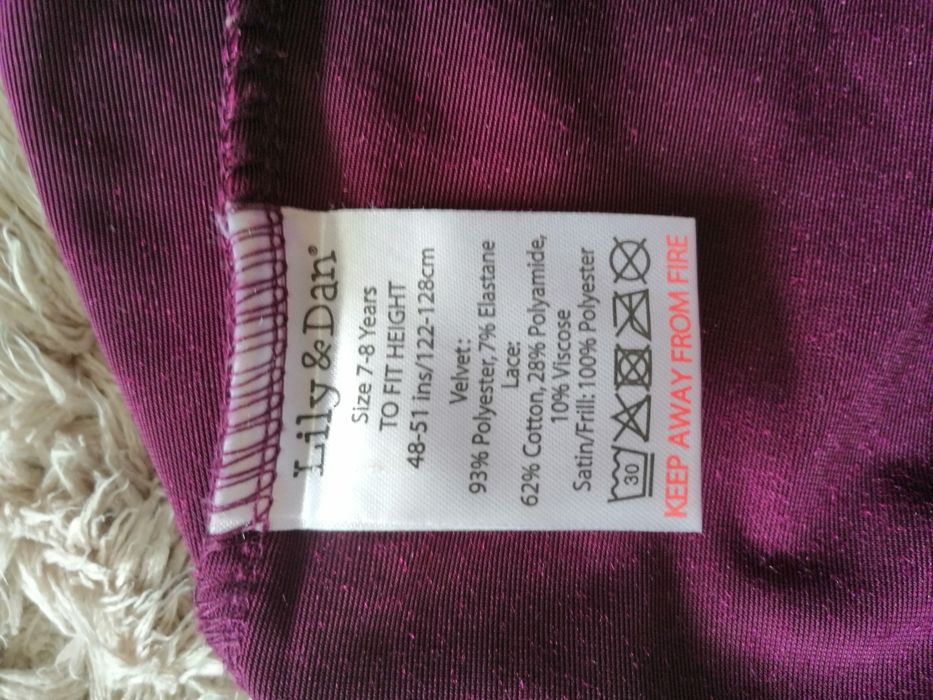 Lily & Dan®
Size 7-8 Years
TO FIT HEIGHT
48-51 ins/122-128cm
Velvet:
93% Polyester, 7% Elastane
Lace:
62% Cotton, 28% Polyamide,
10% Viscose
Satin/Frill: 100% Polyester
30
KEEP AWAY FROM FIRE